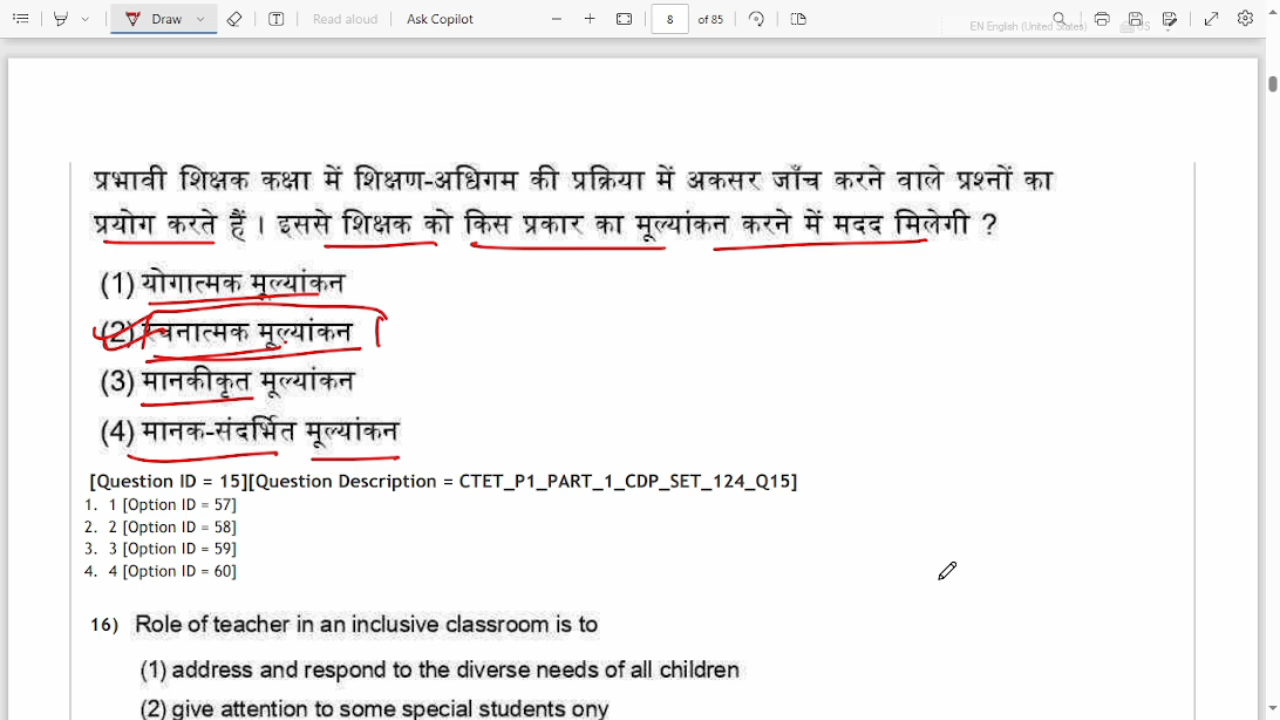 Draw
Read aloud
Ask Copilot
8
of 85
EN English (United States)
US
प्रभावी शिक्षक कक्षा में शिक्षण-अधिगम की प्रक्रिया में अकसर जाँच करने वाले प्रश्नों का
प्रयोग करते हैं । इससे शिक्षक को किस प्रकार का मूल्यांकन करने में मदद मिलेगी ?
(1) योगात्मक मूल्यांकन
(2) रचनात्मक मूल्यांकन
(3) मानकीकृत मूल्यांकन
(4) मानक-संदर्भित मूल्यांकन
[Question ID = 15][Question Description = CTET_P1_PART_1_CDP_SET_124_Q15]
1. 1 [Option ID = 57]
2. 2 [Option ID = 58]
3. 3 [Option ID = 59]
4. 4 [Option ID = 60]
16) Role of teacher in an inclusive classroom is to
(1) address and respond to the diverse needs of all children
(2) give attention to some special students ony